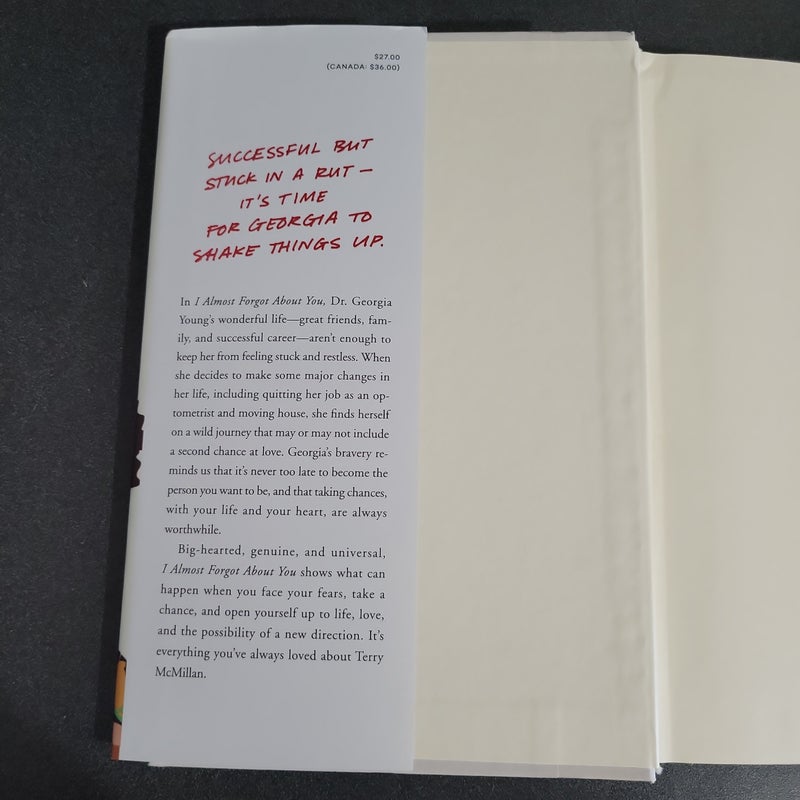 $27.00
(CANADA: $36.00)
SUCCESSFUL BUT
STUCK IN A RUT –
IT'S TIME
FOR GEORGIA TO
SHAKE THINGS UP.
In I Almost Forgot About You, Dr. Georgia
Young's wonderful life—great friends, fam-
ily, and successful career—aren't enough to
keep her from feeling stuck and restless. When
she decides to make some major changes in
her life, including quitting her job as an op-
tometrist and moving house, she finds herself
on a wild journey that may or may not include
a second chance at love. Georgia's bravery re-
minds us that it's never too late to become the
person you want to be, and that taking chances,
with your life and your heart, are always
worthwhile.
Big-hearted, genuine, and universal,
I Almost Forgot About You shows what can
happen when you face your fears, take a
chance, and open yourself up to life, love,
and the possibility of a new direction. It's
everything you've always loved about Terry
McMillan.